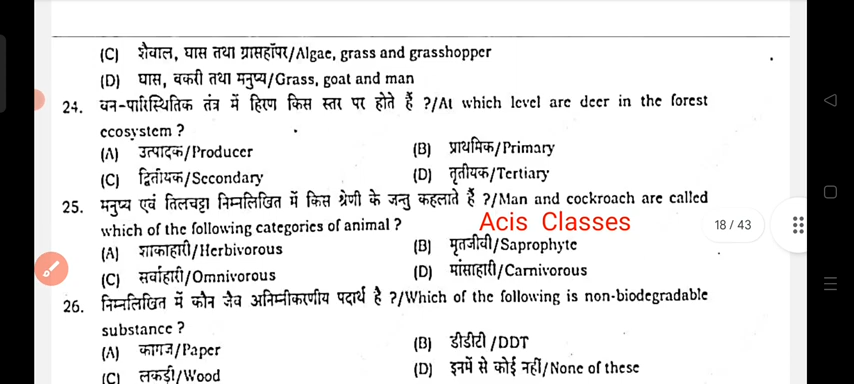 (C) शैवाल, घास तथा ग्रासहॉपर/Algae, grass and grasshopper
(D) घास, बकरी तथा मनुष्य/Grass, goat and man
24. वन-पारिस्थितिक तंत्र में हिरण किस स्तर पर होते हैं ?/At which level are deer in the forest
ecosystem ?
(A) उत्पादक/Producer (B) प्राथमिक/Primary
(C) द्वितीयक/Secondary (D) तृतीयक/Tertiary
25. मनुष्य एवं तिलचट्टा निम्नलिखित में किस श्रेणी के जन्तु कहलाते हैं ?/Man and cockroach are called
which of the following categories of animal ? Acis Classes
18 / 43
(A) शाकाहारी/Herbivorous (B) मृतजीवी/Saprophyte
(C) सर्वाहारी/Omnivorous (D) मांसाहारी/Carnivorous
26. निम्नलिखित में कौन जैव अनिम्नीकरणीय पदार्थ है ?/Which of the following is non-biodegradable
substance ?
(A) कागज/Paper (B) डीडीटी/DDT
(C) लकड़ी/Wood (D) इनमें से कोई नहीं/None of these